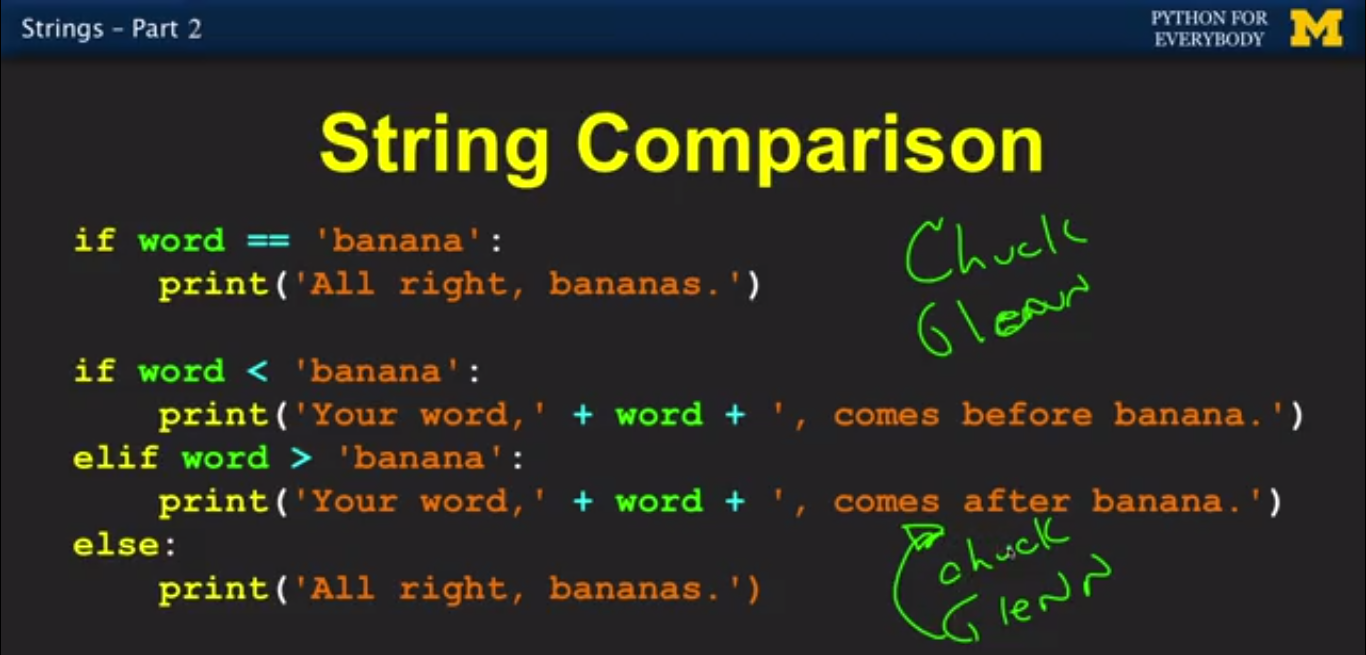 Strings – Part 2
PYTHON FOR
EVERYBODY
M
String Comparison
if word == 'banana':
    print('All right, bananas.')
Chuck
Glenn
if word < 'banana':
    print('Your word,' + word + ', comes before banana.')
elif word > 'banana':
    print('Your word,' + word + ', comes after banana.')
else:
    print('All right, bananas.')
chuck
GleNN